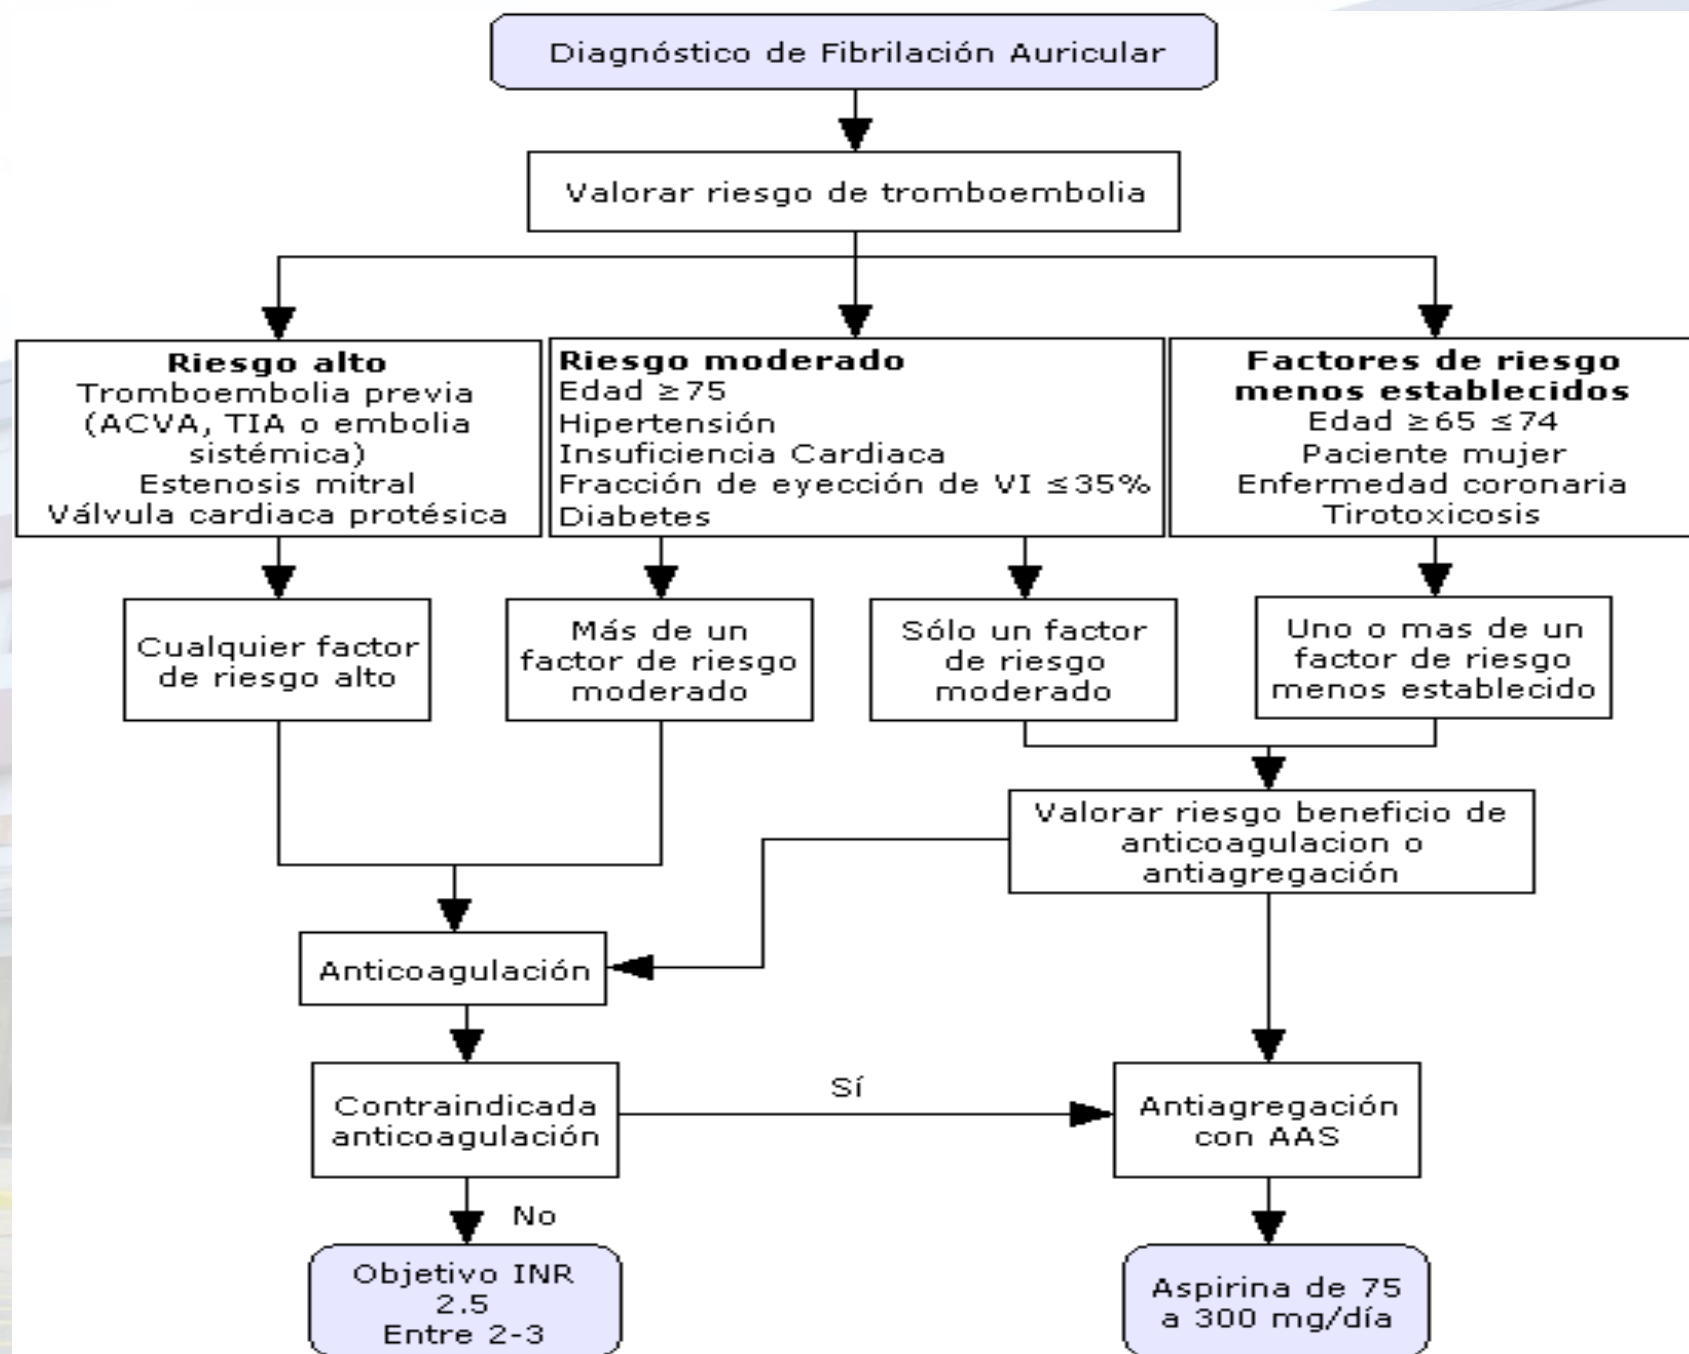 Diagnóstico de Fibrilación Auricular
Valorar riesgo de tromboembolia
Riesgo alto
Tromboembolia previa
(ACVA, TIA o embolia
sistémica)
Estenosis mitral
Válvula cardiaca protésica
Riesgo moderado
Edad ≥75
Hipertensión
Insuficiencia Cardiaca
Fracción de eyección de VI ≤35%
Diabetes
Factores de riesgo
menos establecidos
Edad ≥65 ≤74
Paciente mujer
Enfermedad coronaria
Tirotoxicosis
Cualquier factor
de riesgo alto
Más de un
factor de riesgo
moderado
Sólo un factor
de riesgo
moderado
Uno o mas de un
factor de riesgo
menos establecido
Valorar riesgo beneficio de
anticoagulacion o
antiagregación
Anticoagulación
Contraindicada
anticoagulación
Sí
Antiagregación
con AAS
No
Objetivo INR
2.5
Entre 2-3
Aspirina de 75
a 300 mg/día